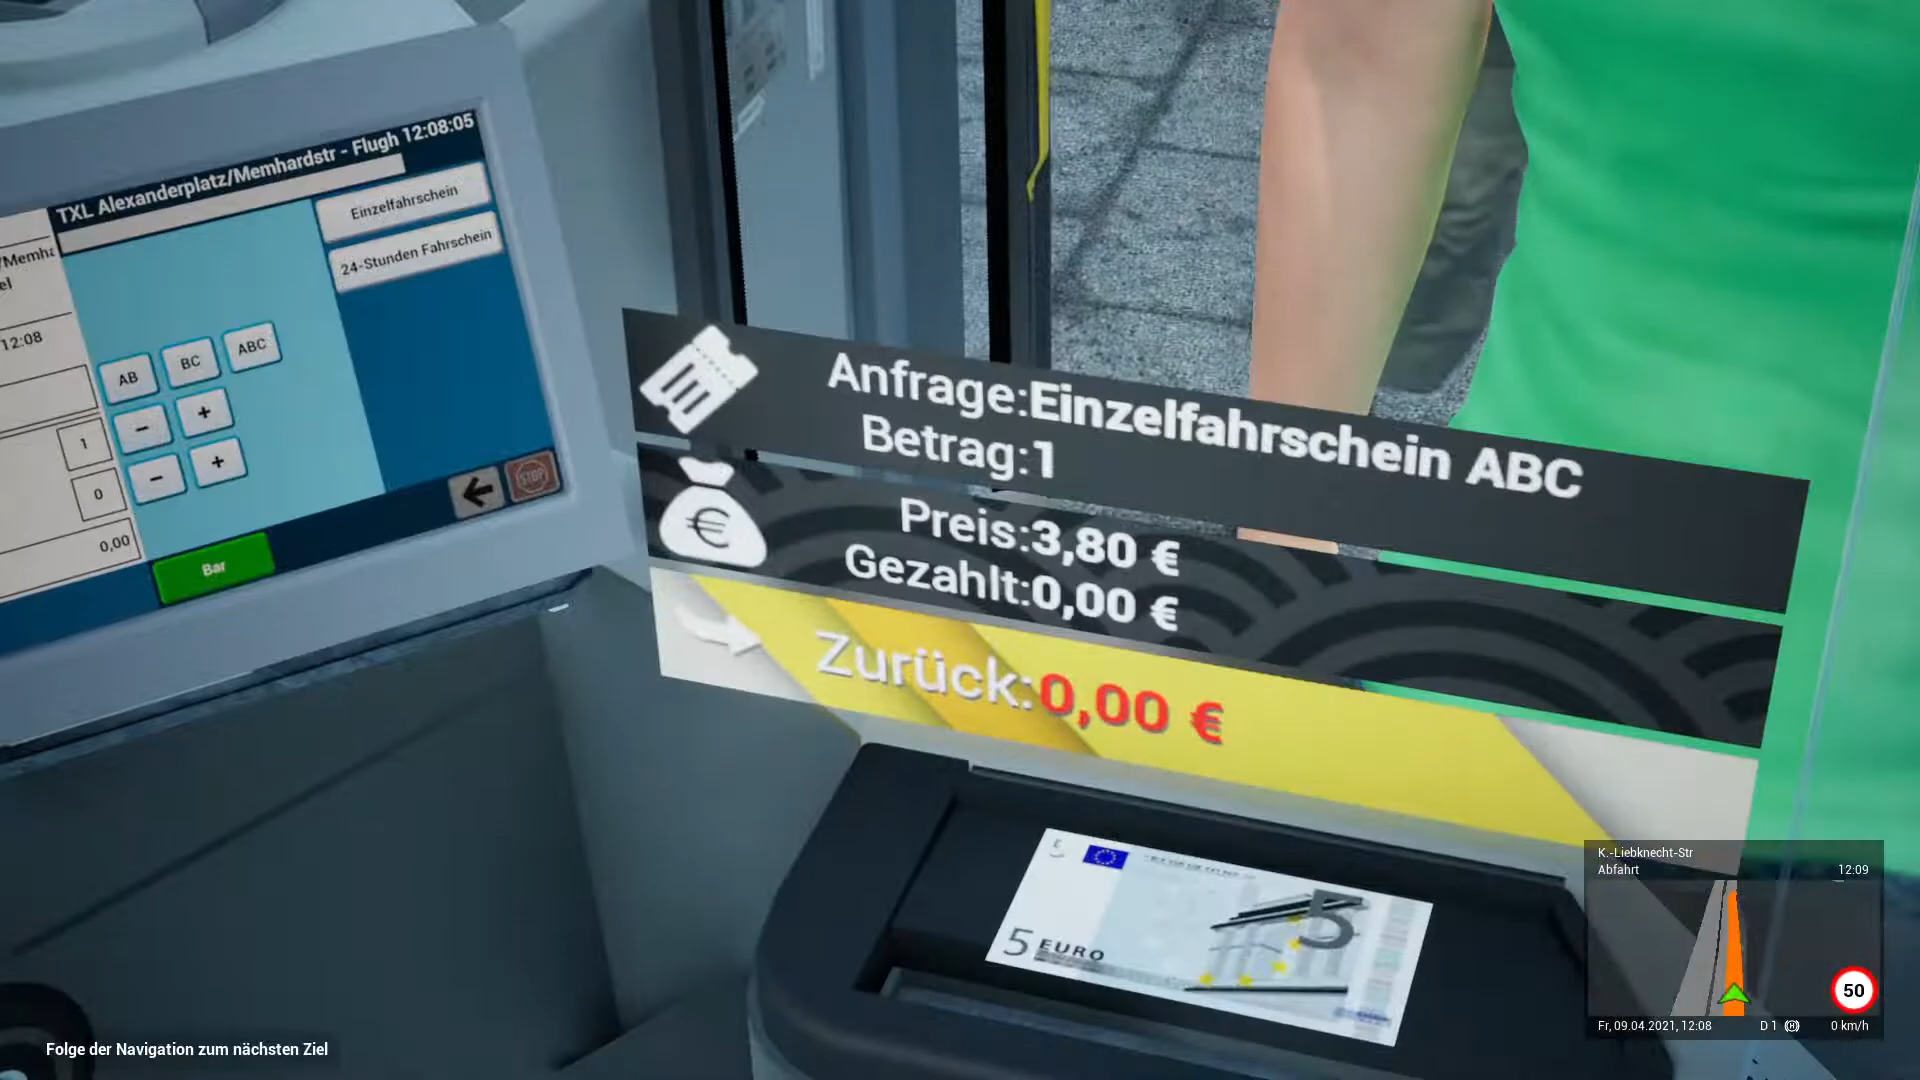 TXL Alexanderplatz/Memhardstr - Flugh 12:08:05
Einzelfahrschein
24-Stunden Fahrschein
12:08
AB
BC
ABC
-
+
1
-
+
0
0,00
STOP
Bar
Anfrage:Einzelfahrschein ABC
Betrag:1
Preis:3,80 €
Gezahlt:0,00 €
Zurück:0,00 €
5 EURO
5
K.-Liebknecht-Str
Abfahrt 12:09
50
Fr, 09.04.2021, 12:08 D 1 (H) 0 km/h
Folge der Navigation zum nächsten Ziel